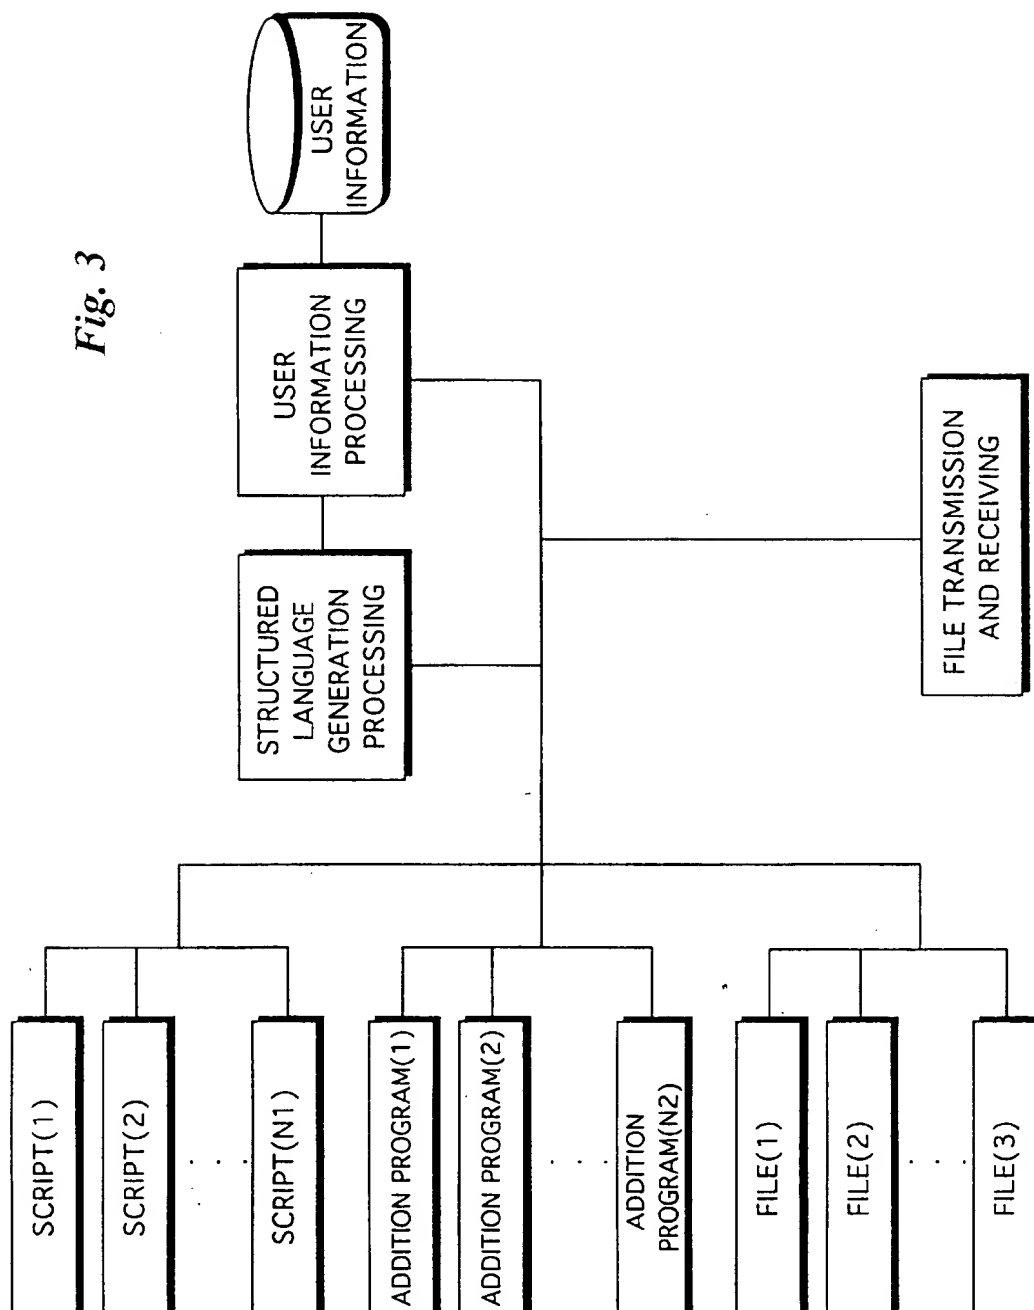 Fig. 3
USER
INFORMATION
USER
INFORMATION
PROCESSING
STRUCTURED
LANGUAGE
GENERATION
PROCESSING
FILE TRANSMISSION
AND RECEIVING
SCRIPT(1)
SCRIPT(2)
. . .
SCRIPT(N1)
ADDITION PROGRAM(1)
ADDITION PROGRAM(2)
. . .
ADDITION
PROGRAM(N2)
FILE(1)
FILE(2)
. . .
FILE(3)